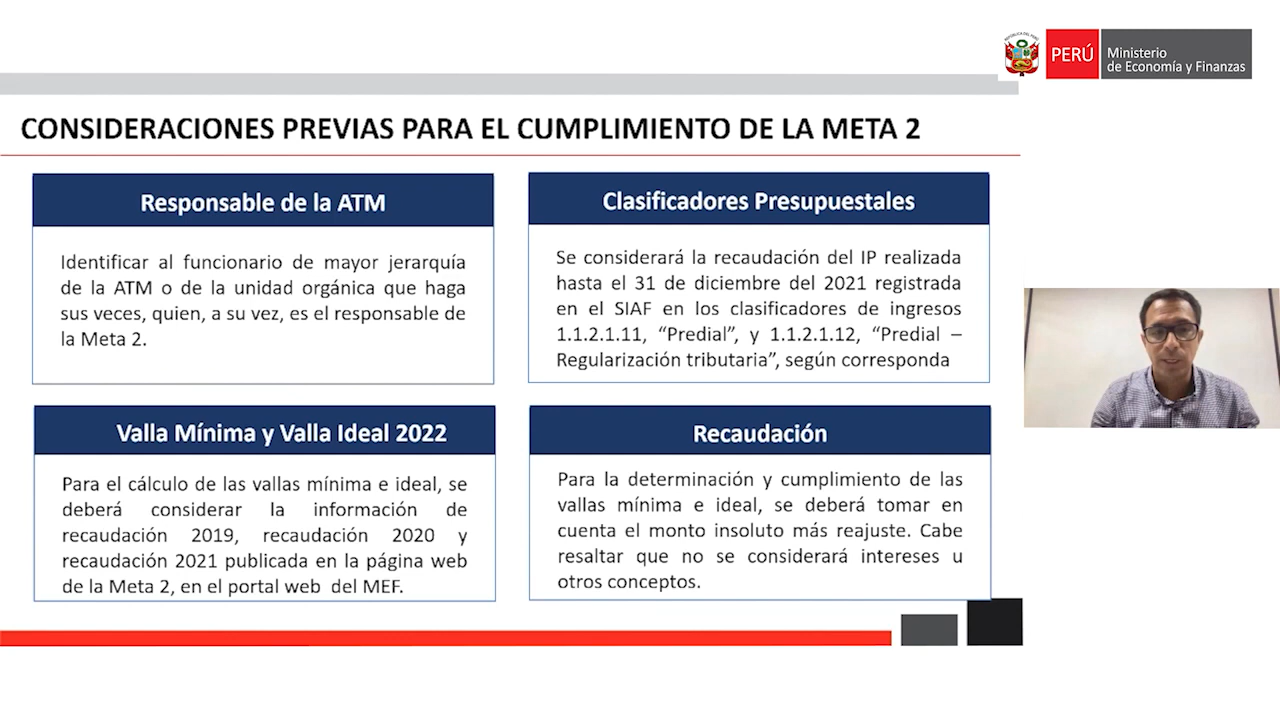 REPÚBLICA DEL PERÚ
PERÚ
Ministerio
de Economía y Finanzas
CONSIDERACIONES PREVIAS PARA EL CUMPLIMIENTO DE LA META 2
Responsable de la ATM
Identificar al funcionario de mayor jerarquía
de la ATM o de la unidad orgánica que haga
sus veces, quien, a su vez, es el responsable de
la Meta 2.
Clasificadores Presupuestales
Se considerará la recaudación del IP realizada
hasta el 31 de diciembre del 2021 registrada
en el SIAF en los clasificadores de ingresos
1.1.2.1.11, “Predial”, y 1.1.2.1.12, “Predial –
Regularización tributaria”, según corresponda
Valla Mínima y Valla Ideal 2022
Para el cálculo de las vallas mínima e ideal, se
deberá considerar la información de
recaudación 2019, recaudación 2020 y
recaudación 2021 publicada en la página web
de la Meta 2, en el portal web del MEF.
Recaudación
Para la determinación y cumplimiento de las
vallas mínima e ideal, se deberá tomar en
cuenta el monto insoluto más reajuste. Cabe
resaltar que no se considerará intereses u
otros conceptos.